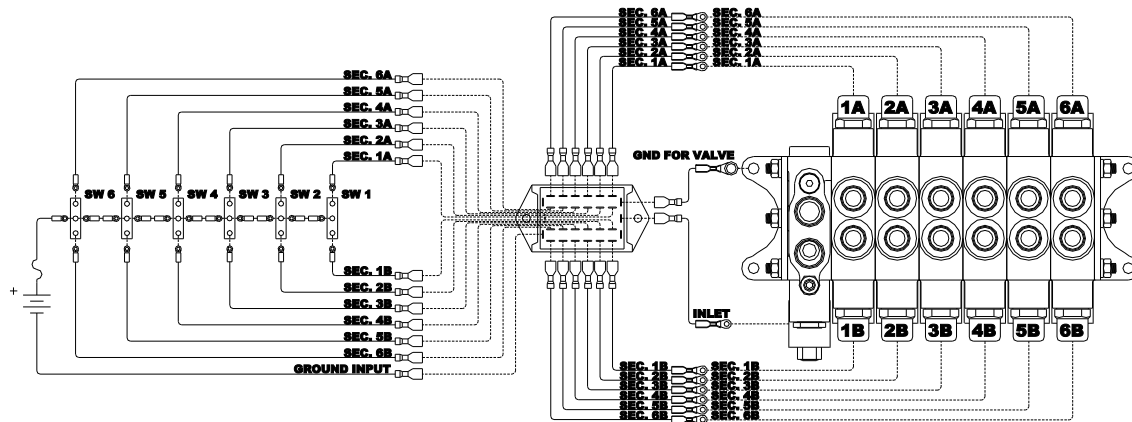 SEC. 6A
SEC. 5A
SEC. 4A
SEC. 3A
SEC. 2A
SEC. 1A
SW 6
SW 5
SW 4
SW 3
SW 2
SW 1
SEC. 1B
SEC. 2B
SEC. 3B
SEC. 4B
SEC. 5B
SEC. 6B
GROUND INPUT
+
SEC. 6A SEC. 6A
SEC. 5A SEC. 5A
SEC. 4A SEC. 4A
SEC. 3A SEC. 3A
SEC. 2A SEC. 2A
SEC. 1A SEC. 1A
GND FOR VALVE
INLET
SEC. 1B SEC. 1B
SEC. 2B SEC. 2B
SEC. 3B SEC. 3B
SEC. 4B SEC. 4B
SEC. 5B SEC. 5B
SEC. 6B SEC. 6B
1A 2A 3A 4A 5A 6A
1B 2B 3B 4B 5B 6B